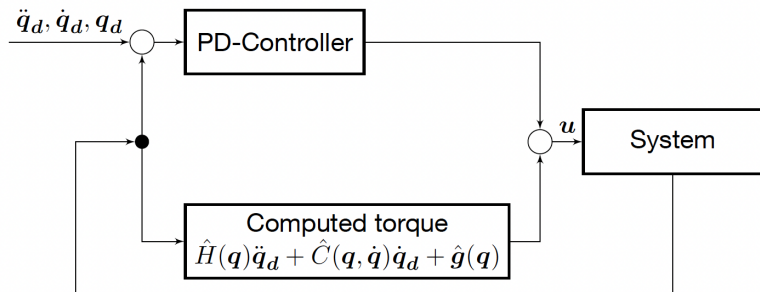 q̈_d, q̇_d, q_d
PD-Controller
u
System
Computed torque
Ĥ(q)q̈_d + Ĉ(q, q̇)q̇_d + ĝ(q)